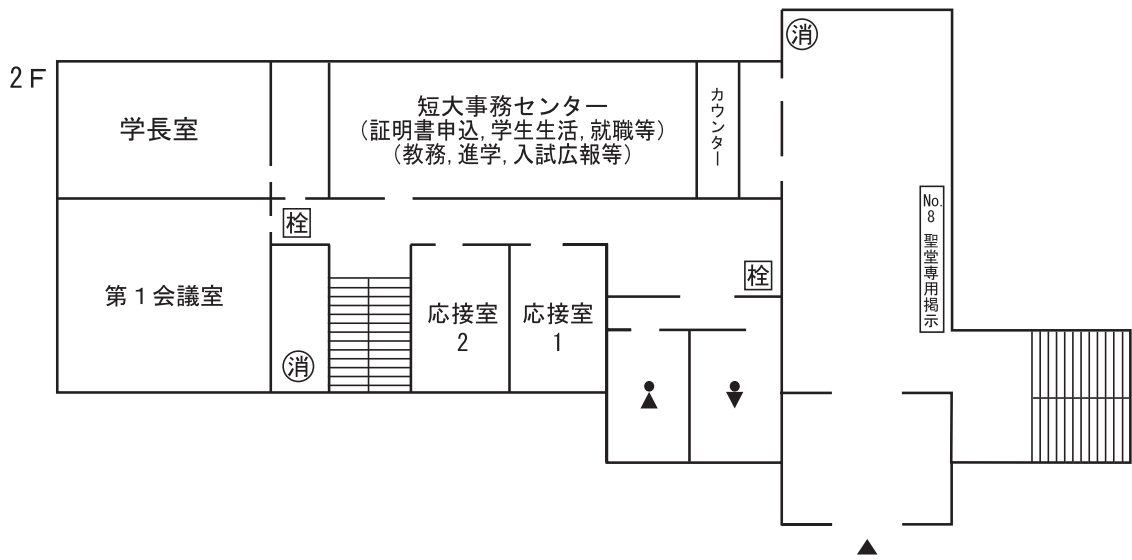 2F
消
学長室
短大事務センター
(証明書申込,学生生活,就職等)
(教務,進学,入試広報等)
カウンター
No.8 聖堂専用掲示
栓
第1会議室
栓
応接室
2
応接室
1
消